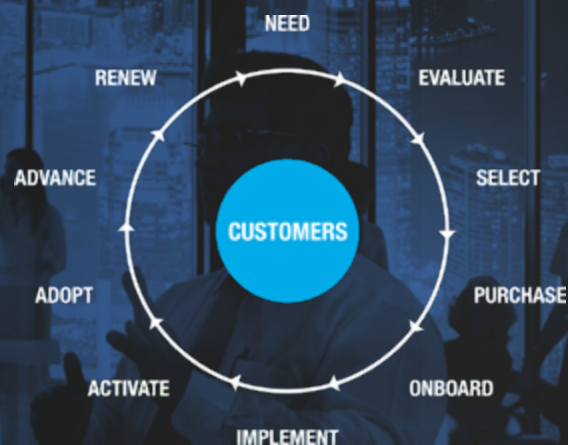 NEED
EVALUATE
SELECT
PURCHASE
ONBOARD
IMPLEMENT
ACTIVATE
ADOPT
ADVANCE
RENEW
CUSTOMERS